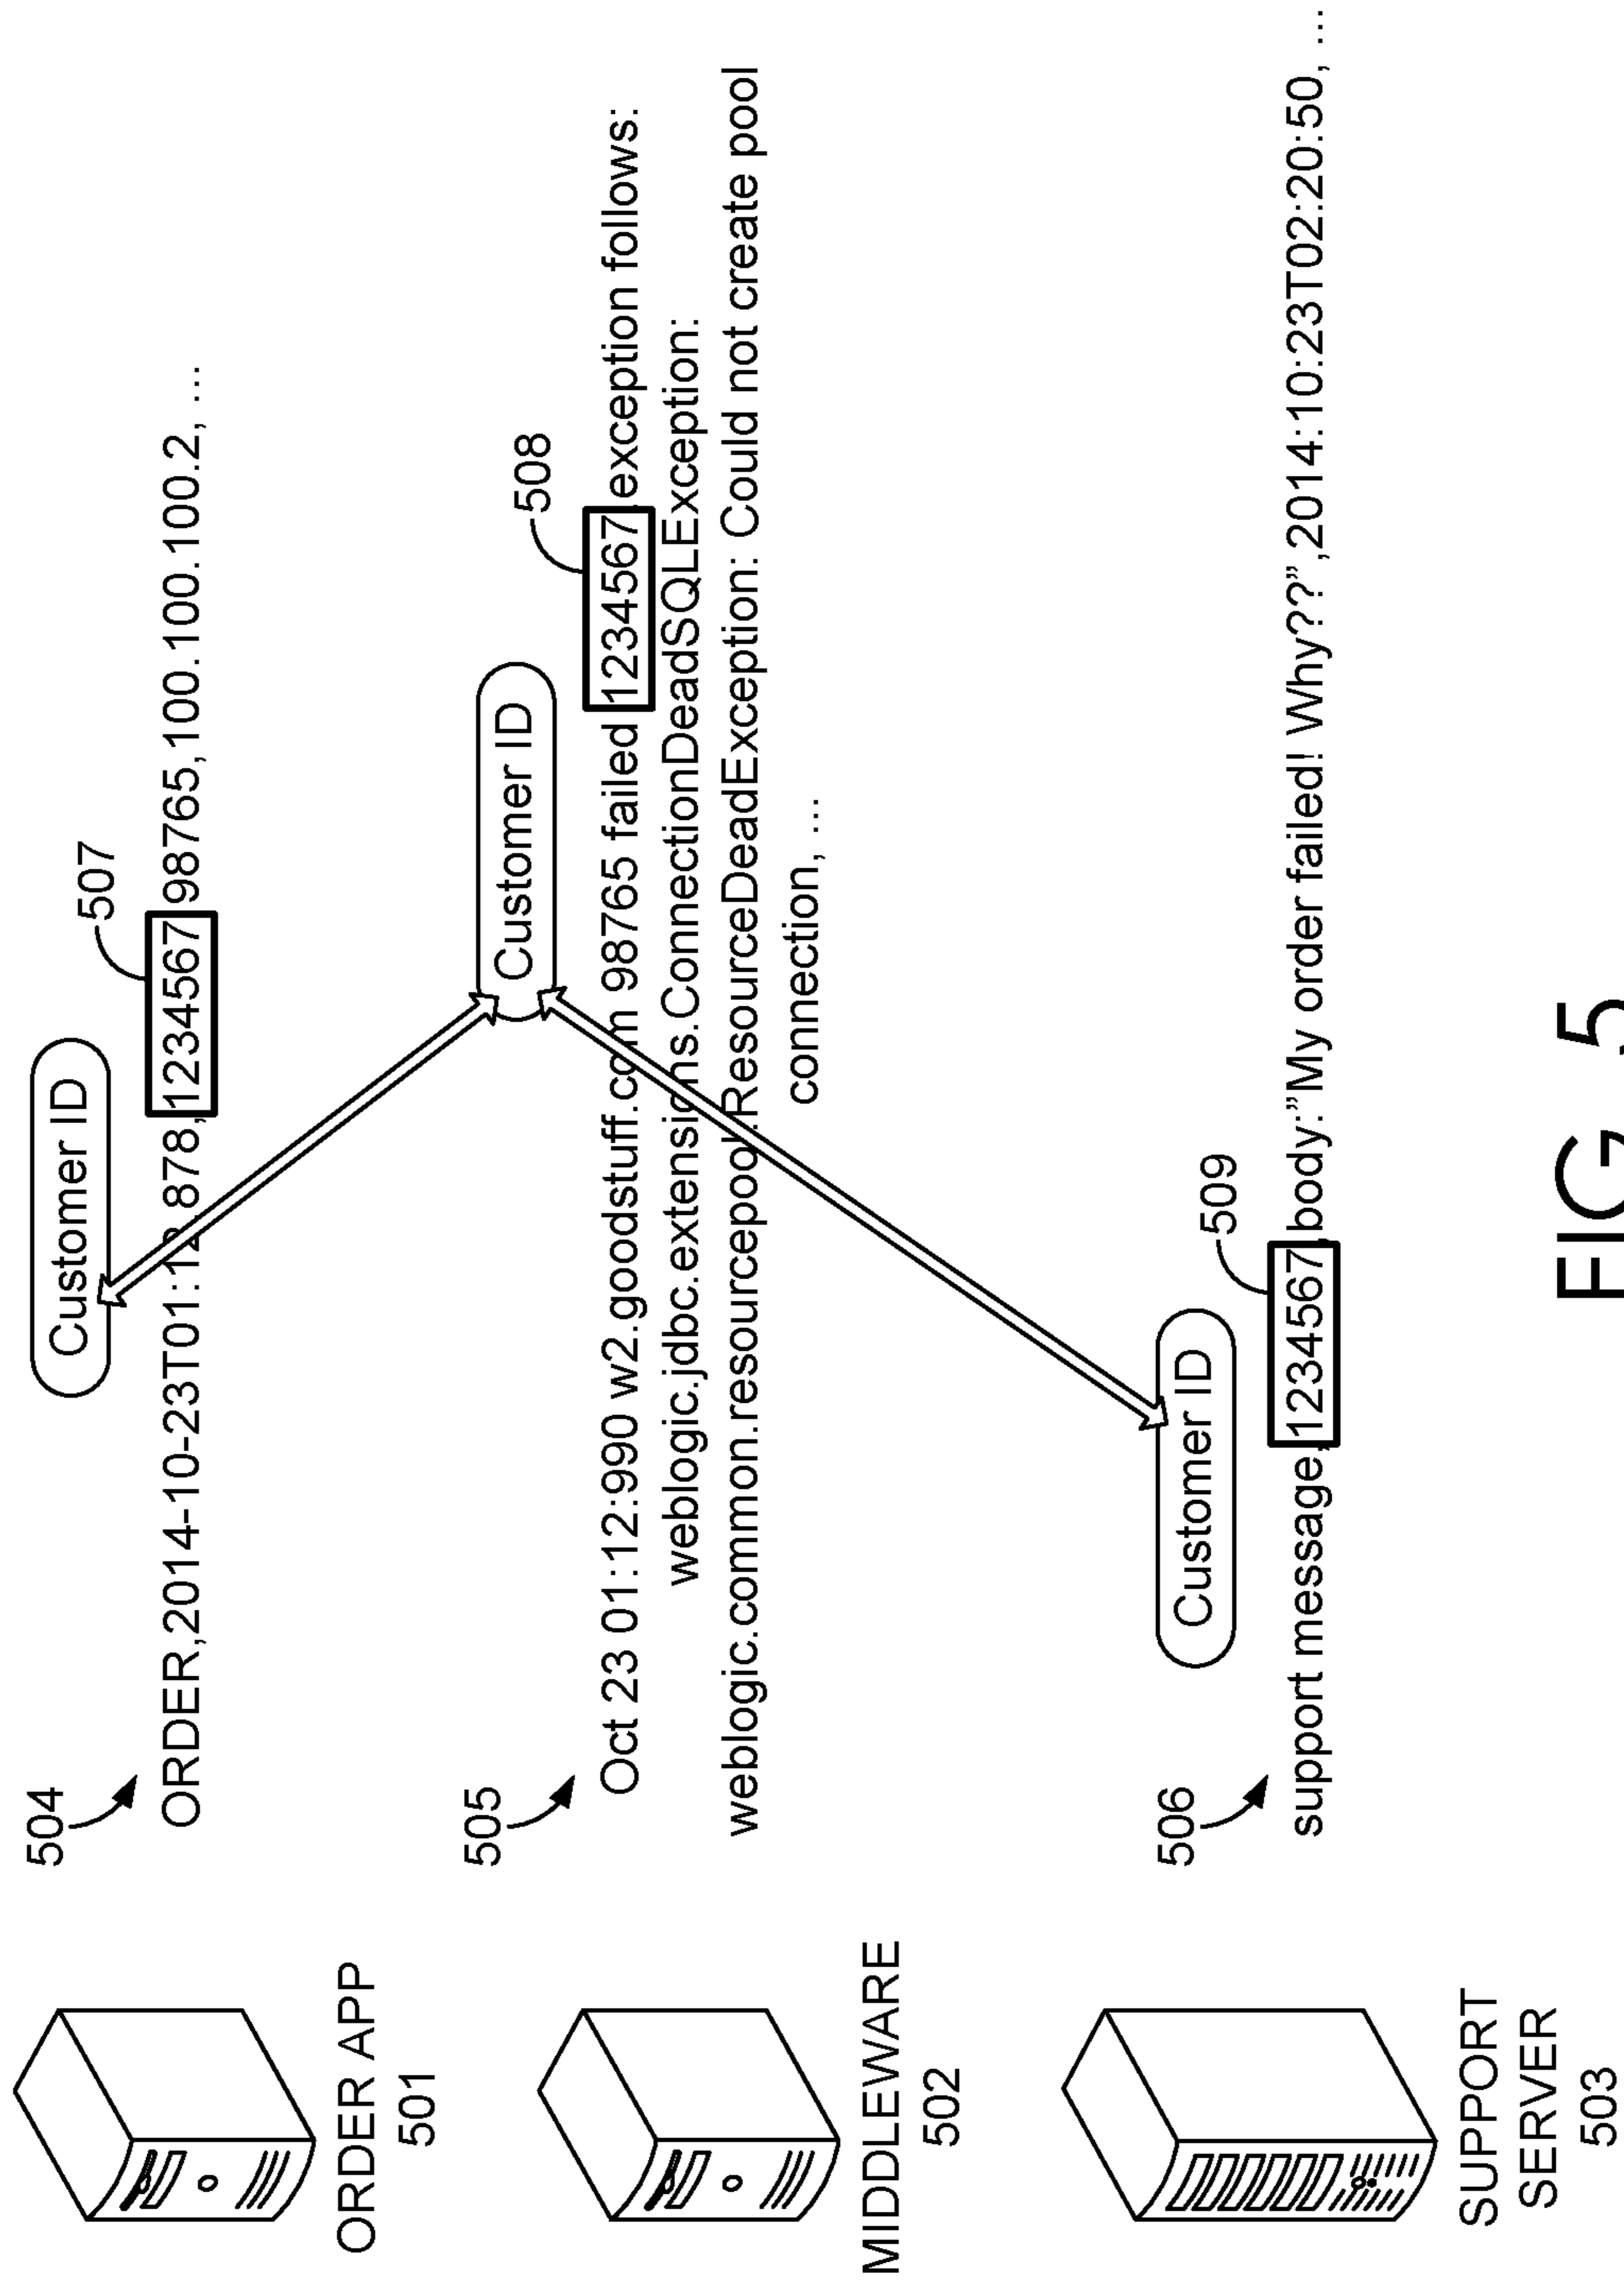 504
Customer ID
507
ORDER,2014-10-23T01:12.878,1234567,98765,100.100.100.2, …
ORDER APP
501
505
Customer ID
508
Oct 23 01:12:990 w2.goodstuff.com 98765 failed 1234567 exception follows:
weblogic.jdbc.extensions.ConnectionDeadSQLException:
weblogic.common.resourcepool.ResourceDeadException: Could not create pool
connection, …
MIDDLEWARE
502
506
Customer ID
509
support message,1234567,body:”My order failed! Why??”,2014:10:23T02:20:50, …
SUPPORT
SERVER
503
FIG. 5